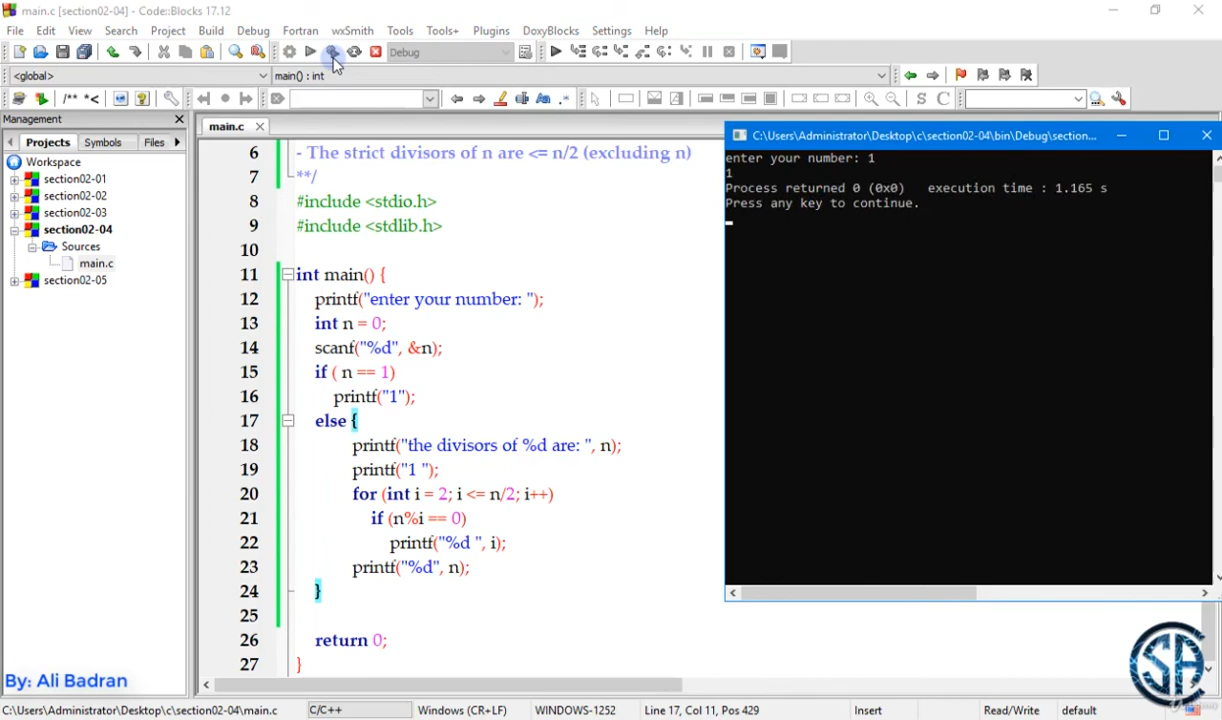 main.c [section02-04] - Code::Blocks 17.12
File Edit View Search Project Build Debug Fortran wxSmith Tools Tools+ Plugins DoxyBlocks Settings Help
Debug
<global> main() : int
/** *< S C
Management
Projects Symbols Files
Workspace
section02-01
section02-02
section02-03
section02-04
Sources
main.c
section02-05
main.c
6 - The strict divisors of n are <= n/2 (excluding n)
7 **/
8 #include <stdio.h>
9 #include <stdlib.h>
10
11 int main() {
12 printf("enter your number: ");
13 int n = 0;
14 scanf("%d", &n);
15 if ( n == 1)
16 printf("1");
17 else {
18 printf("the divisors of %d are: ", n);
19 printf("1 ");
20 for (int i = 2; i <= n/2; i++)
21 if (n%i == 0)
22 printf("%d ", i);
23 printf("%d", n);
24 }
25
26 return 0;
27 }
C:\Users\Administrator\Desktop\c\section02-04\bin\Debug\section...
enter your number: 1
1
Process returned 0 (0x0) execution time : 1.165 s
Press any key to continue.
By: Ali Badran
SA
C:\Users\Administrator\Desktop\c\section02-04\main.c C/C++ Windows (CR+LF) WINDOWS-1252 Line 17, Col 11, Pos 429 Insert Read/Write default